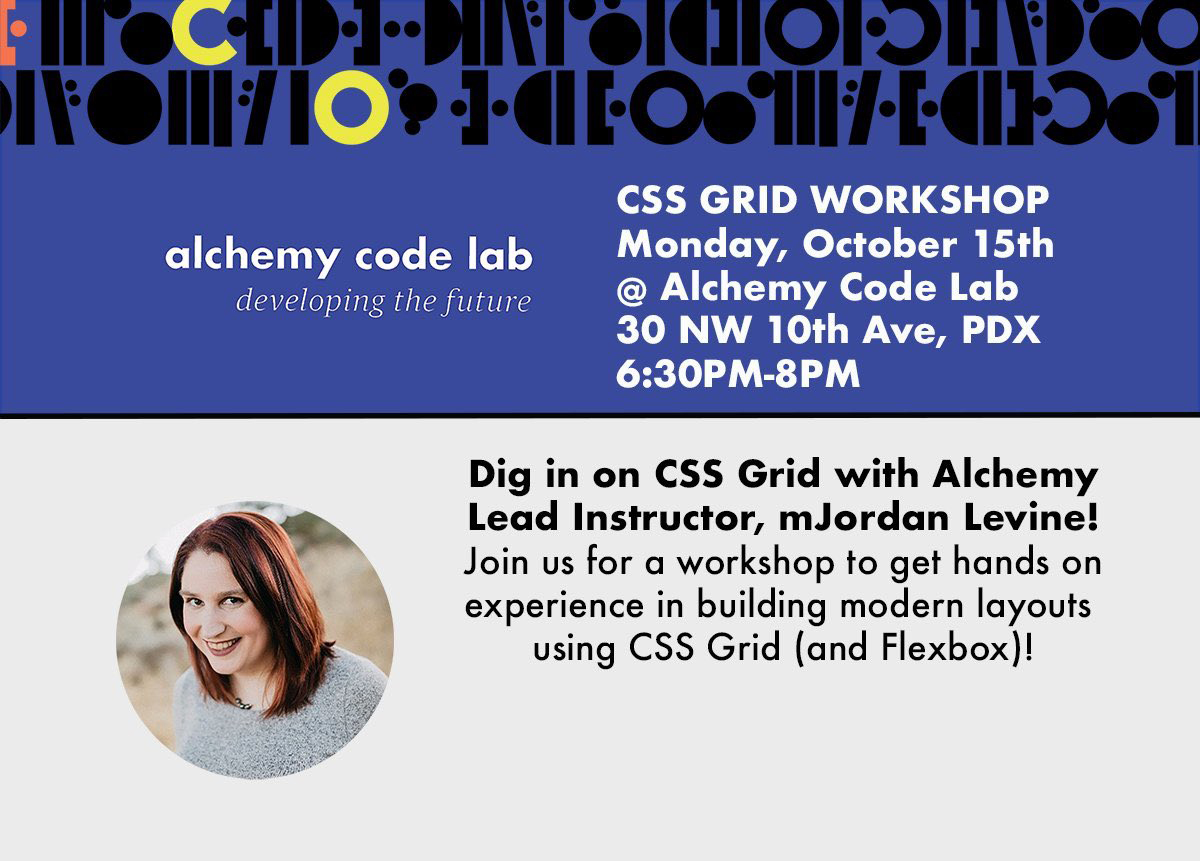 alchemy code lab
developing the future
CSS GRID WORKSHOP
Monday, October 15th
@ Alchemy Code Lab
30 NW 10th Ave, PDX
6:30PM-8PM
Dig in on CSS Grid with Alchemy
Lead Instructor, mJordan Levine!
Join us for a workshop to get hands on
experience in building modern layouts
using CSS Grid (and Flexbox)!